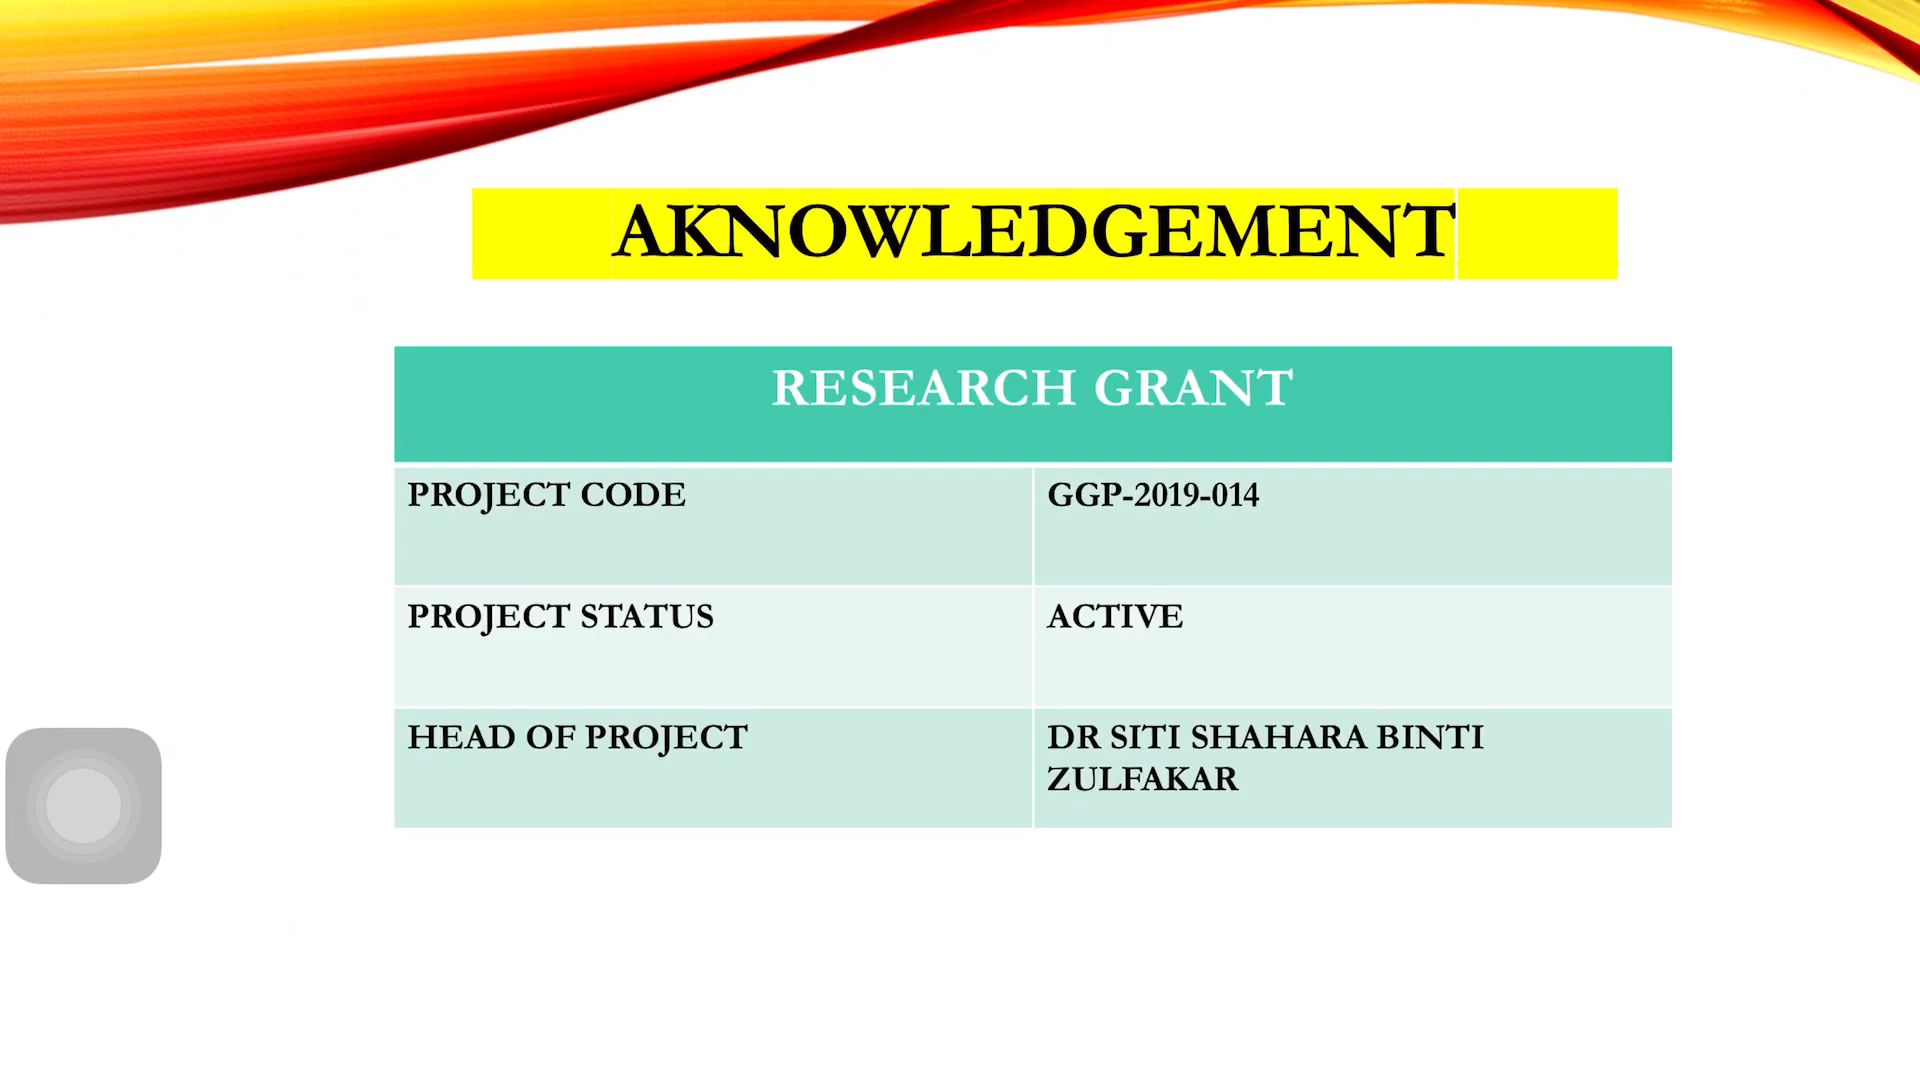 AKNOWLEDGEMENT
RESEARCH GRANT
PROJECT CODE
GGP-2019-014
PROJECT STATUS
ACTIVE
HEAD OF PROJECT
DR SITI SHAHARA BINTI
ZULFAKAR